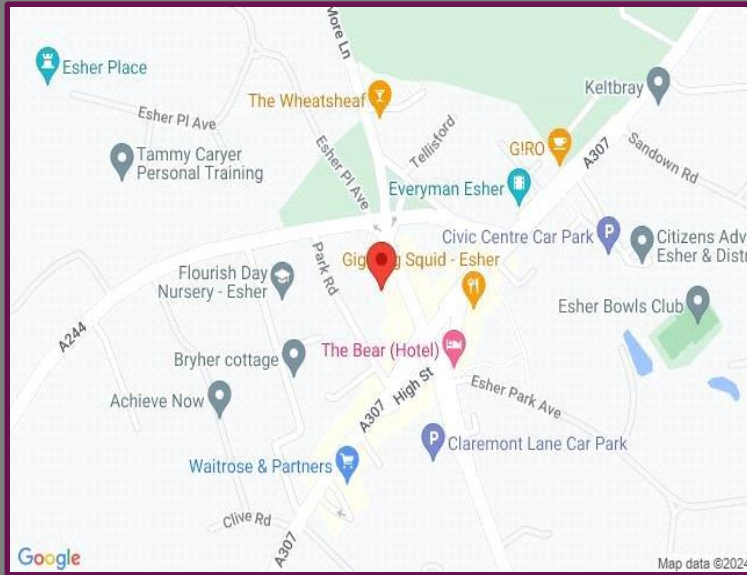 More Ln
Esher Place
The Wheatsheaf
Keltbray
Esher Pl Ave
Tellisford
Esher Pl Ave
G!RO
A307
Sandown Rd
Tammy Caryer
Personal Training
Everyman Esher
Civic Centre Car Park
P
Citizens Adv
Esher & Distr
Park Rd
Squid - Esher
Flourish Day
Nursery - Esher
Esher Bowls Club
A244
The Bear (Hotel)
Bryher cottage
High St
Esher Park Ave
Achieve Now
A307
P
Claremont Lane Car Park
Waitrose & Partners
Clive Rd
A307
Google
Map data ©2024